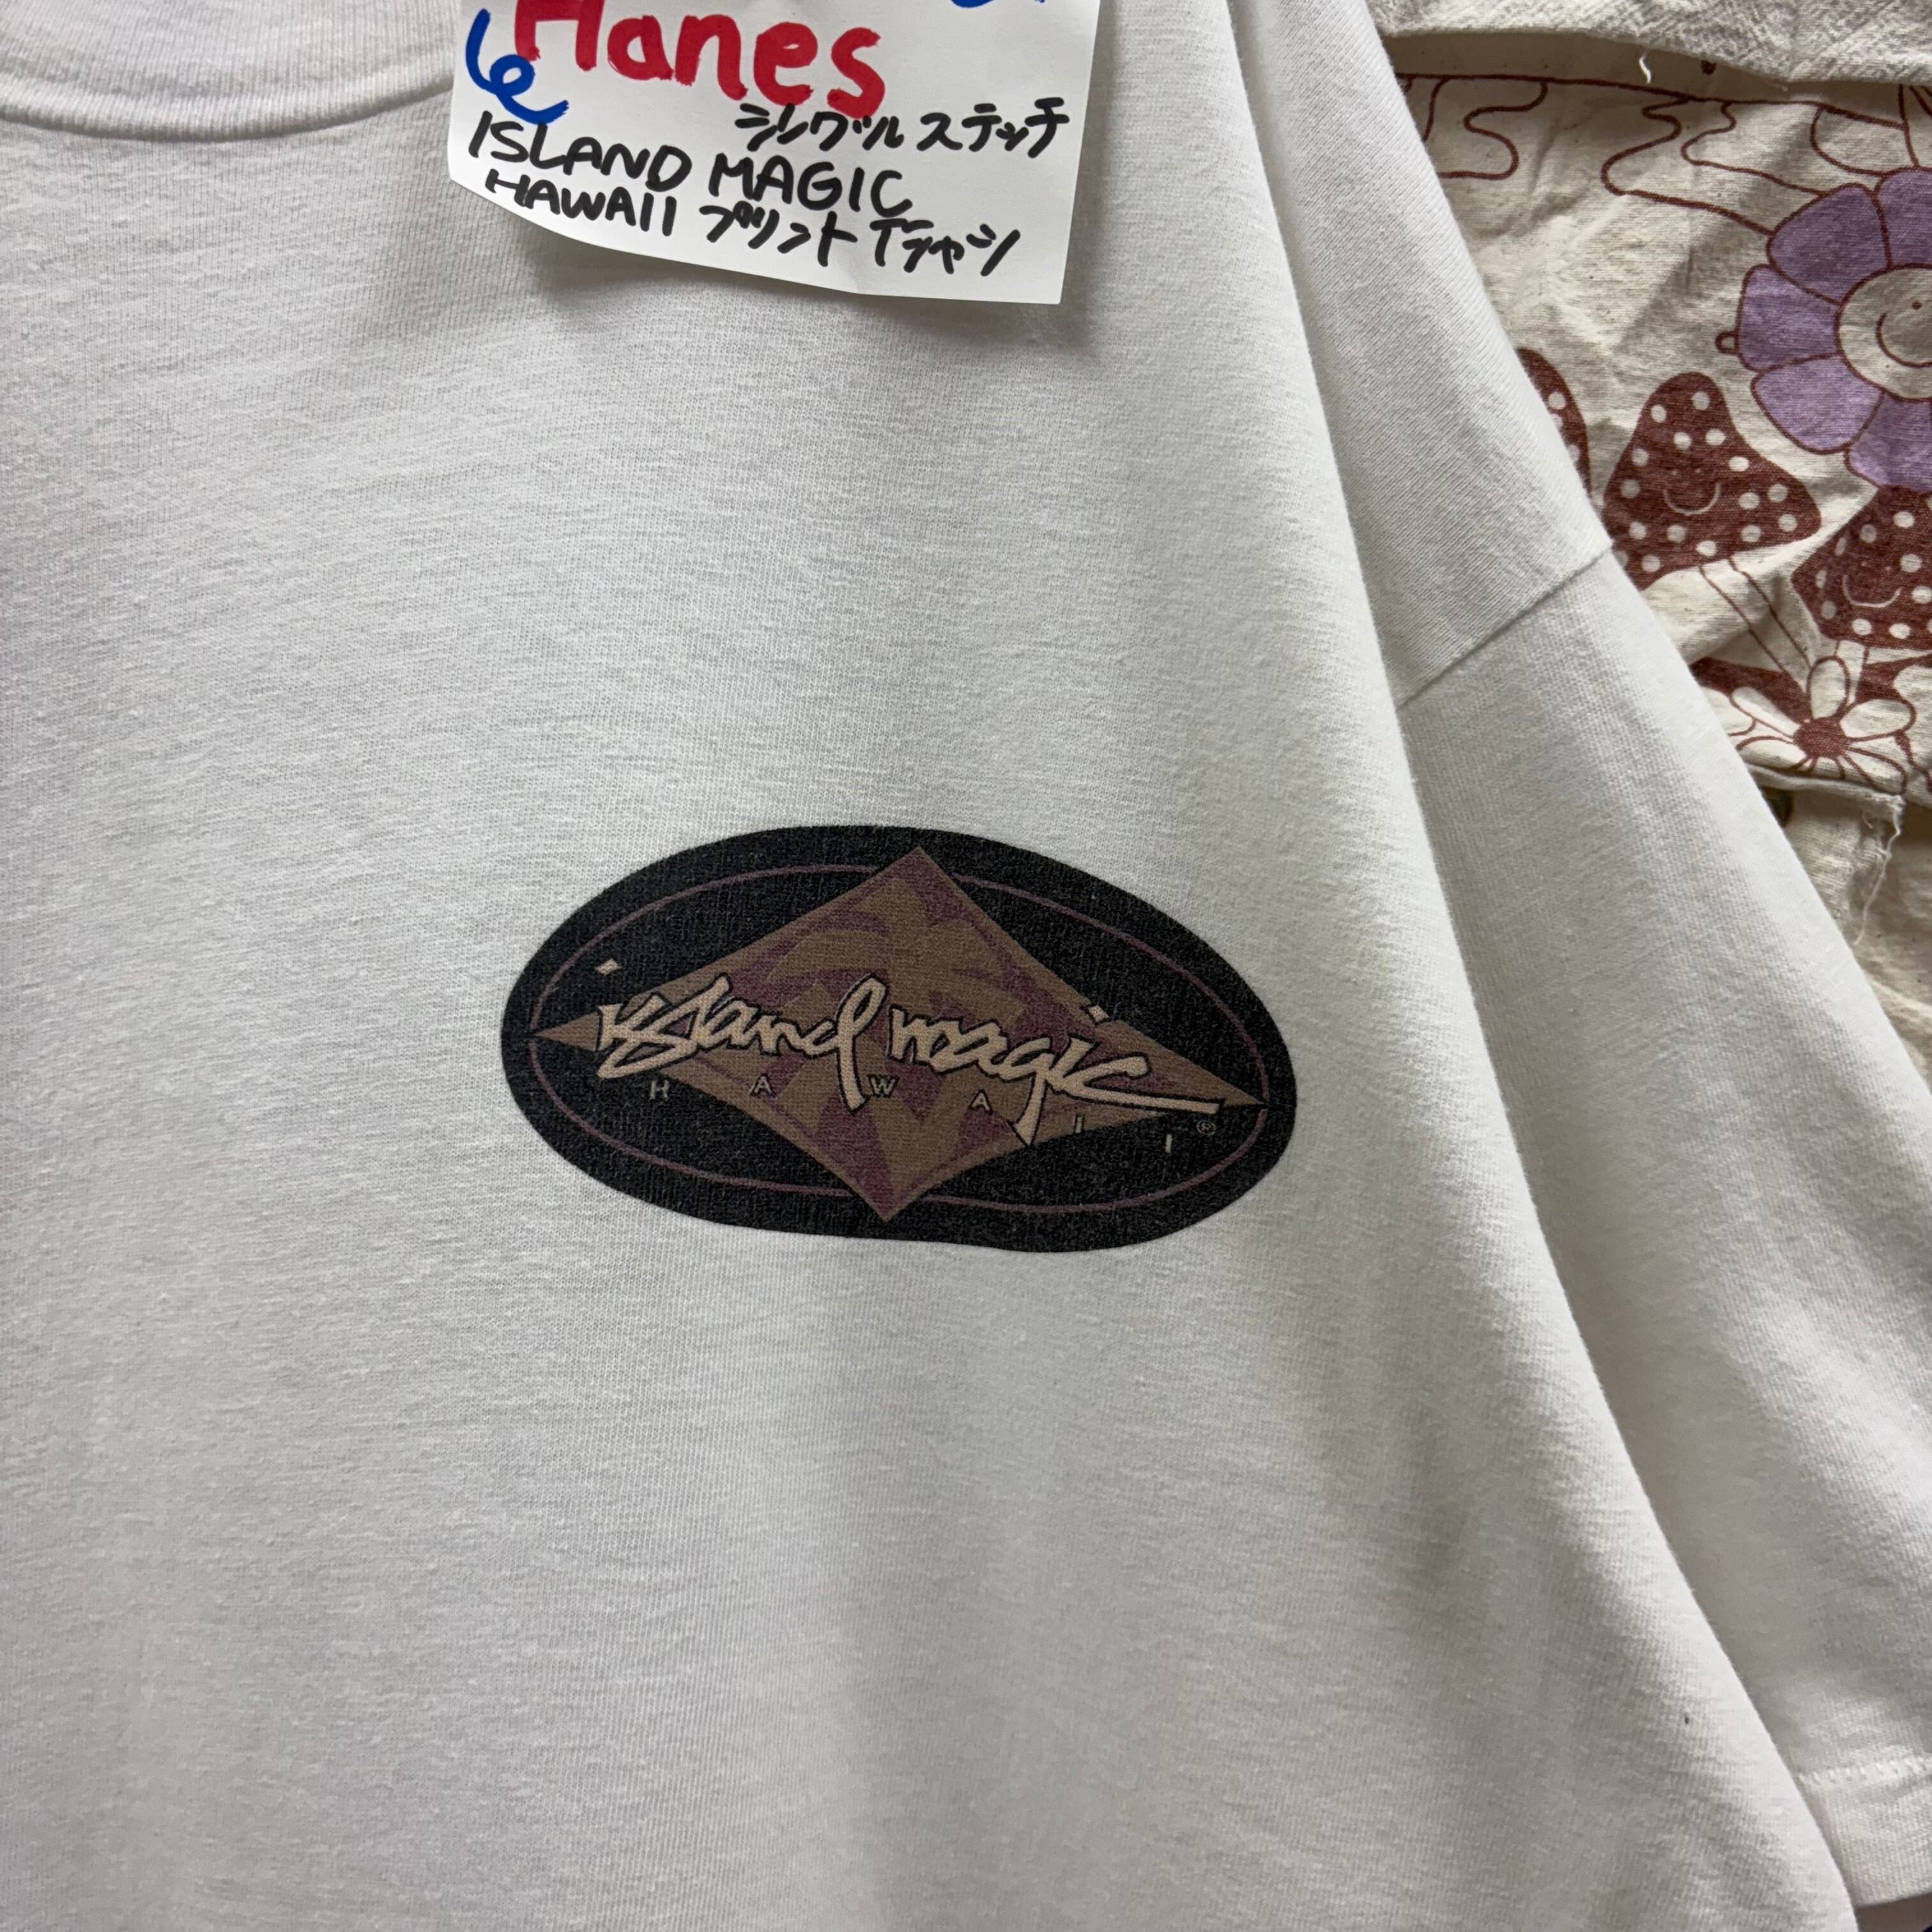 Hanes
シングル ステッチ
ISLAND MAGIC
HAWAII プリント Tシャツ
island magic
HAWAII ®